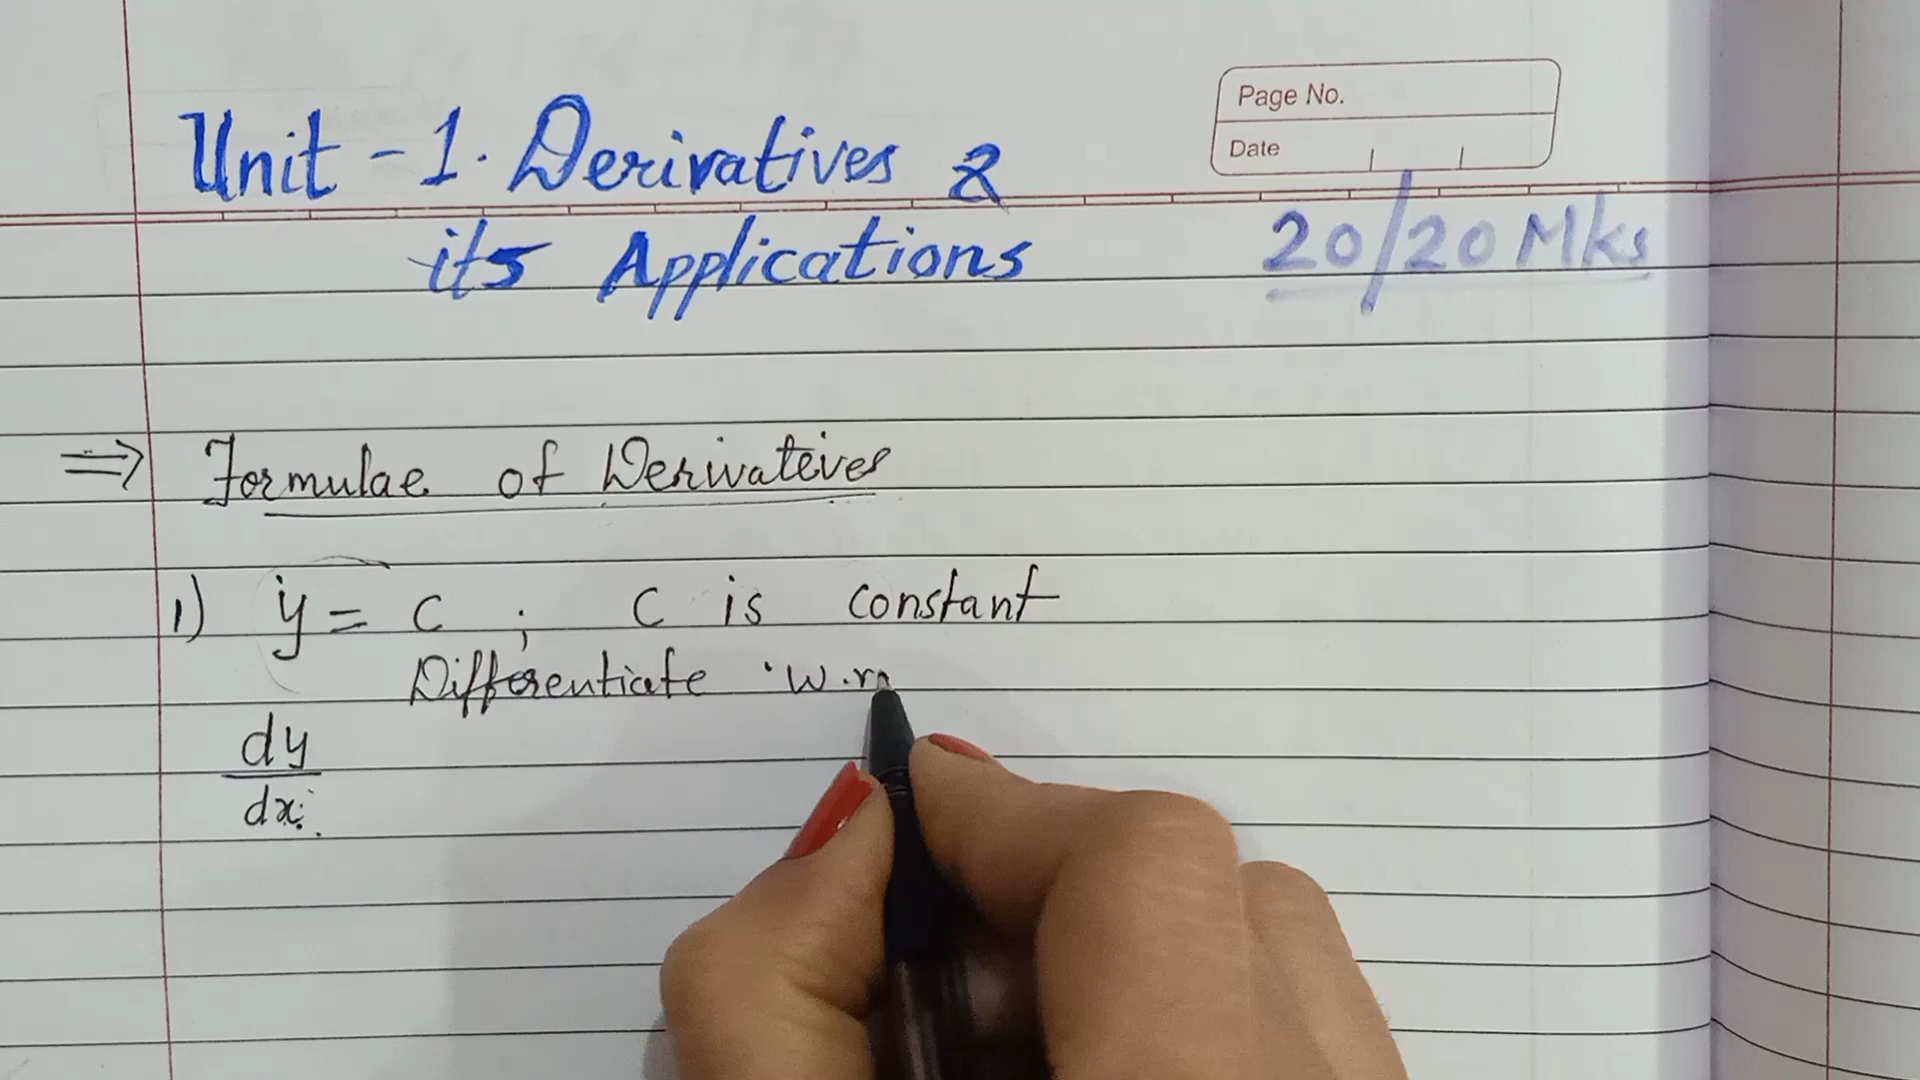 Page No.
Date
Unit - 1. Derivatives &
its Applications
20/20 Mks
⇒ Formulae of Derivatives
1) y = c ; c is constant
Differentiate w.r
dy
dx